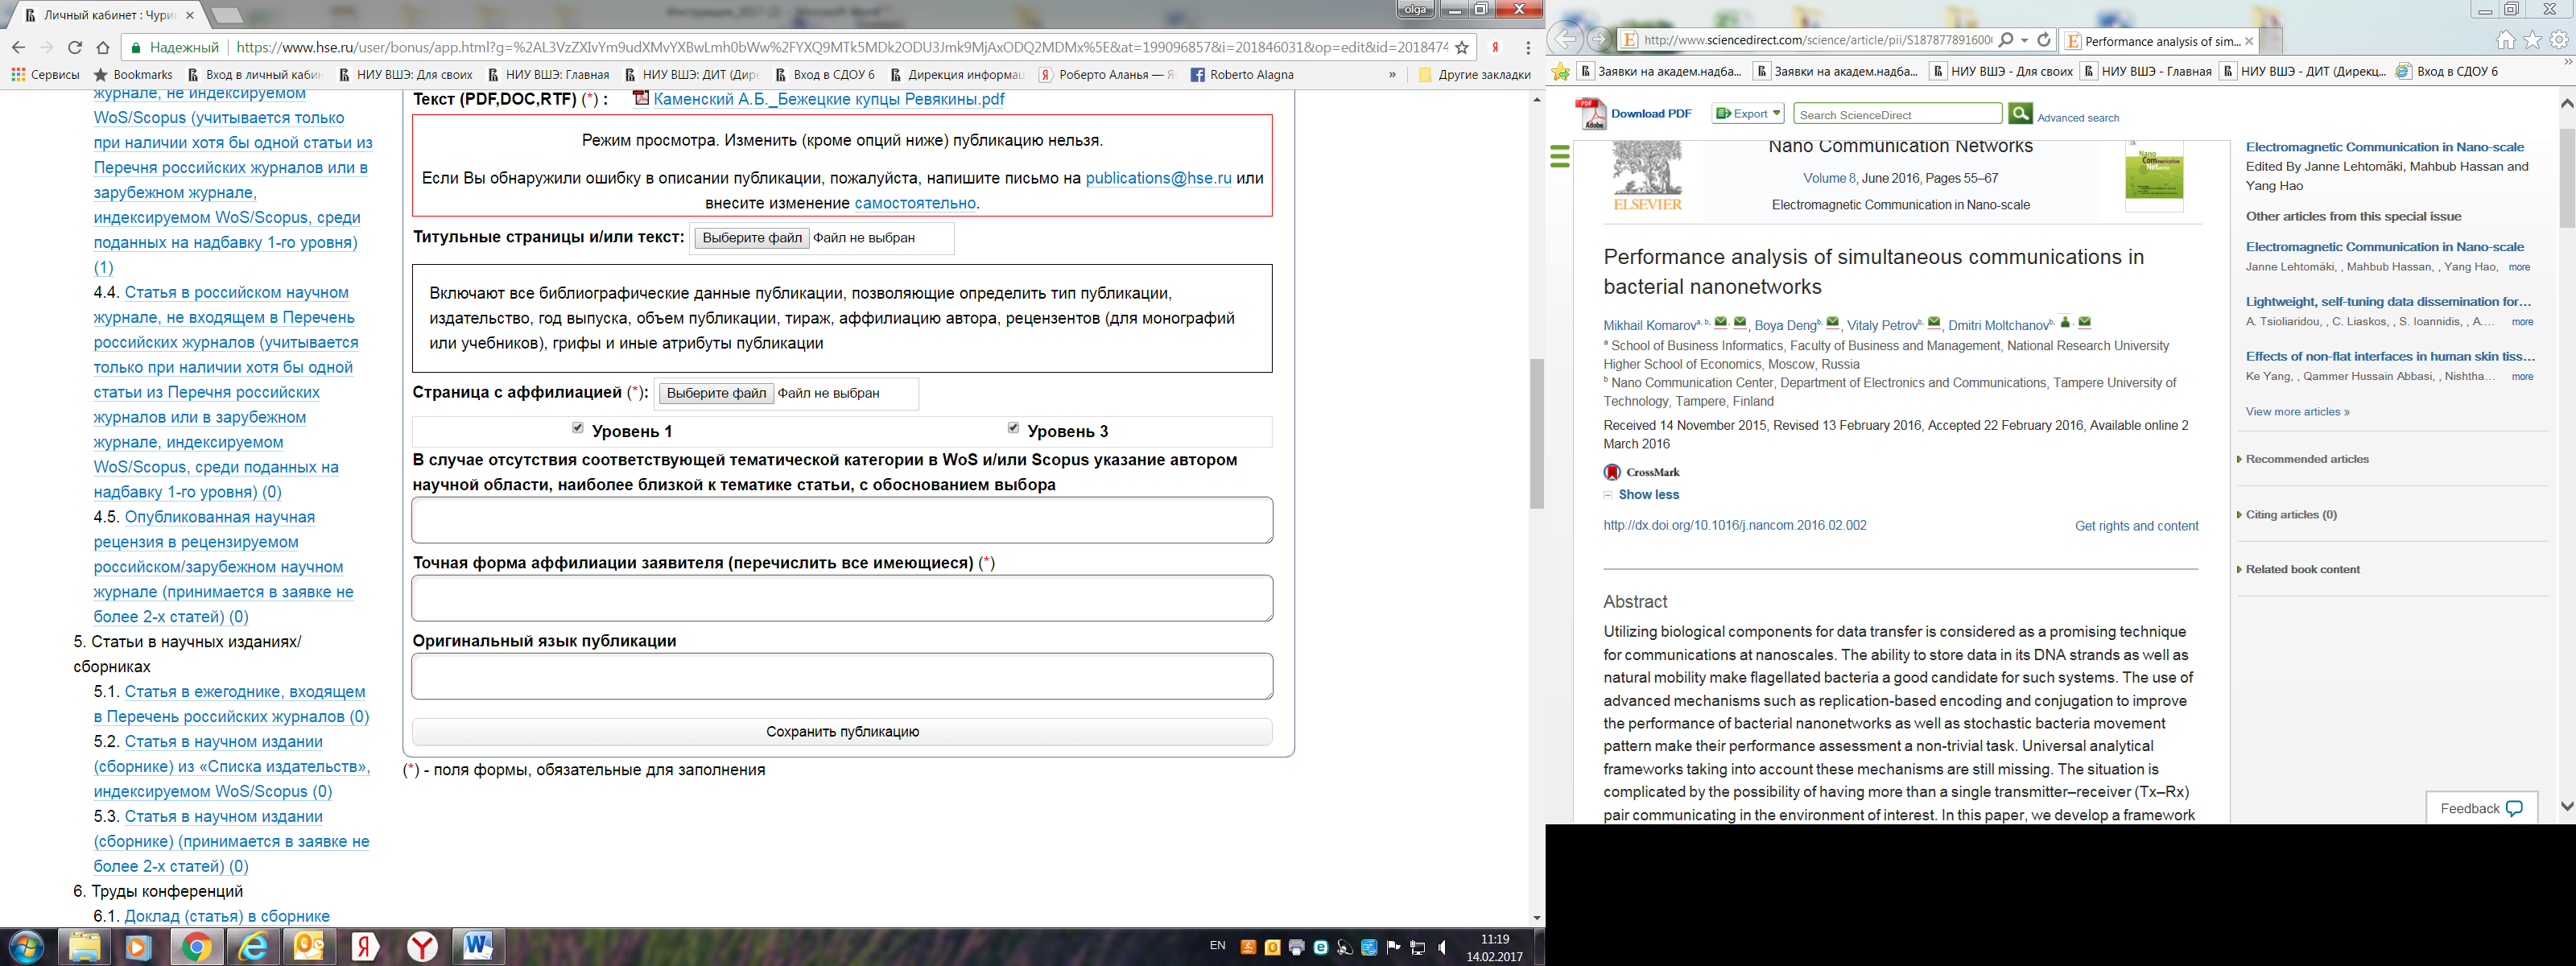 Личный кабинет : Чури
olga
Надежный
https://www.hse.ru/user/bonus/app.html?g=%2AL3VzZXIvYm9udXMvYXBwLmh0bWw%2FYXQ9MTk5MDk2ODU3Jmk9MjAxODQ2MDMx%5E&at=199096857&i=201846031&op=edit&id=2018474
Сервисы
Bookmarks
Вход в личный кабин
НИУ ВШЭ: Для своих
НИУ ВШЭ: Главная
НИУ ВШЭ: ДИТ (Дире
Вход в СДОУ 6
Дирекция информац
Роберто Аланья — Я
Roberto Alagna
»
Другие закладки
журнале, не индексируемом
WoS/Scopus (учитывается только
при наличии хотя бы одной статьи из
Перечня российских журналов или в
зарубежном журнале,
индексируемом WoS/Scopus, среди
поданных на надбавку 1-го уровня)
(1)
4.4. Статья в российском научном
журнале, не входящем в Перечень
российских журналов (учитывается
только при наличии хотя бы одной
статьи из Перечня российских
журналов или в зарубежном
журнале, индексируемом
WoS/Scopus, среди поданных на
надбавку 1-го уровня) (0)
4.5. Опубликованная научная
рецензия в рецензируемом
российском/зарубежном научном
журнале (принимается в заявке не
более 2-х статей) (0)
5. Статьи в научных изданиях/
сборниках
5.1. Статья в ежегоднике, входящем
в Перечень российских журналов (0)
5.2. Статья в научном издании
(сборнике) из «Списка издательств»,
индексируемом WoS/Scopus (0)
5.3. Статья в научном издании
(сборнике) (принимается в заявке не
более 2-х статей) (0)
6. Труды конференций
6.1. Доклад (статья) в сборнике
Текст (PDF,DOC,RTF) (*) : Каменский А.Б._Бежецкие купцы Ревякины.pdf
Режим просмотра. Изменить (кроме опций ниже) публикацию нельзя.
Если Вы обнаружили ошибку в описании публикации, пожалуйста, напишите письмо на publications@hse.ru или
внесите изменение самостоятельно.
Титульные страницы и/или текст: Выберите файл Файл не выбран
Включают все библиографические данные публикации, позволяющие определить тип публикации,
издательство, год выпуска, объем публикации, тираж, аффилиацию автора, рецензентов (для монографий
или учебников), грифы и иные атрибуты публикации
Страница с аффилиацией (*): Выберите файл Файл не выбран
Уровень 1
Уровень 3
В случае отсутствия соответствующей тематической категории в WoS и/или Scopus указание автором
научной области, наиболее близкой к тематике статьи, с обоснованием выбора
Точная форма аффилиации заявителя (перечислить все имеющиеся) (*)
Оригинальный язык публикации
Сохранить публикацию
(*) - поля формы, обязательные для заполнения
EN
11:19
14.02.2017
http://www.sciencedirect.com/science/article/pii/S187877891600
Performance analysis of sim...
Заявки на академ.надба...
Заявки на академ.надба...
НИУ ВШЭ - Для своих
НИУ ВШЭ - Главная
НИУ ВШЭ - ДИТ (Дирекц...
Вход в СДОУ 6
»
Download PDF
Export
Search ScienceDirect
Advanced search
ELSEVIER
Nano Communication Networks
Volume 8, June 2016, Pages 55–67
Electromagnetic Communication in Nano-scale
Performance analysis of simultaneous communications in
bacterial nanonetworks
Mikhail Komarov a, b, , Boya Deng b, , Vitaly Petrov b, , Dmitri Moltchanov b,
a School of Business Informatics, Faculty of Business and Management, National Research University
Higher School of Economics, Moscow, Russia
b Nano Communication Center, Department of Electronics and Communications, Tampere University of
Technology, Tampere, Finland
Received 14 November 2015, Revised 13 February 2016, Accepted 22 February 2016, Available online 2
March 2016
CrossMark
Show less
http://dx.doi.org/10.1016/j.nancom.2016.02.002
Get rights and content
Abstract
Utilizing biological components for data transfer is considered as a promising technique
for communications at nanoscales. The ability to store data in its DNA strands as well as
natural mobility make flagellated bacteria a good candidate for such systems. The use of
advanced mechanisms such as replication-based encoding and conjugation to improve
the performance of bacterial nanonetworks as well as stochastic bacteria movement
pattern make their performance assessment a non-trivial task. Universal analytical
frameworks taking into account these mechanisms are still missing. The situation is
complicated by the possibility of having more than a single transmitter–receiver (Tx–Rx)
pair communicating in the environment of interest. In this paper, we develop a framework
Electromagnetic Communication in Nano-scale
Edited By Janne Lehtomäki, Mahbub Hassan and
Yang Hao
Other articles from this special issue
Electromagnetic Communication in Nano-scale
Janne Lehtomäki, , Mahbub Hassan, , Yang Hao, more
Lightweight, self-tuning data dissemination for…
A. Tsioliaridou, , C. Liaskos, , S. Ioannidis, , A.… more
Effects of non-flat interfaces in human skin tiss…
Ke Yang, , Qammer Hussain Abbasi, , Nishtha… more
View more articles »
Recommended articles
Citing articles (0)
Related book content
Feedback